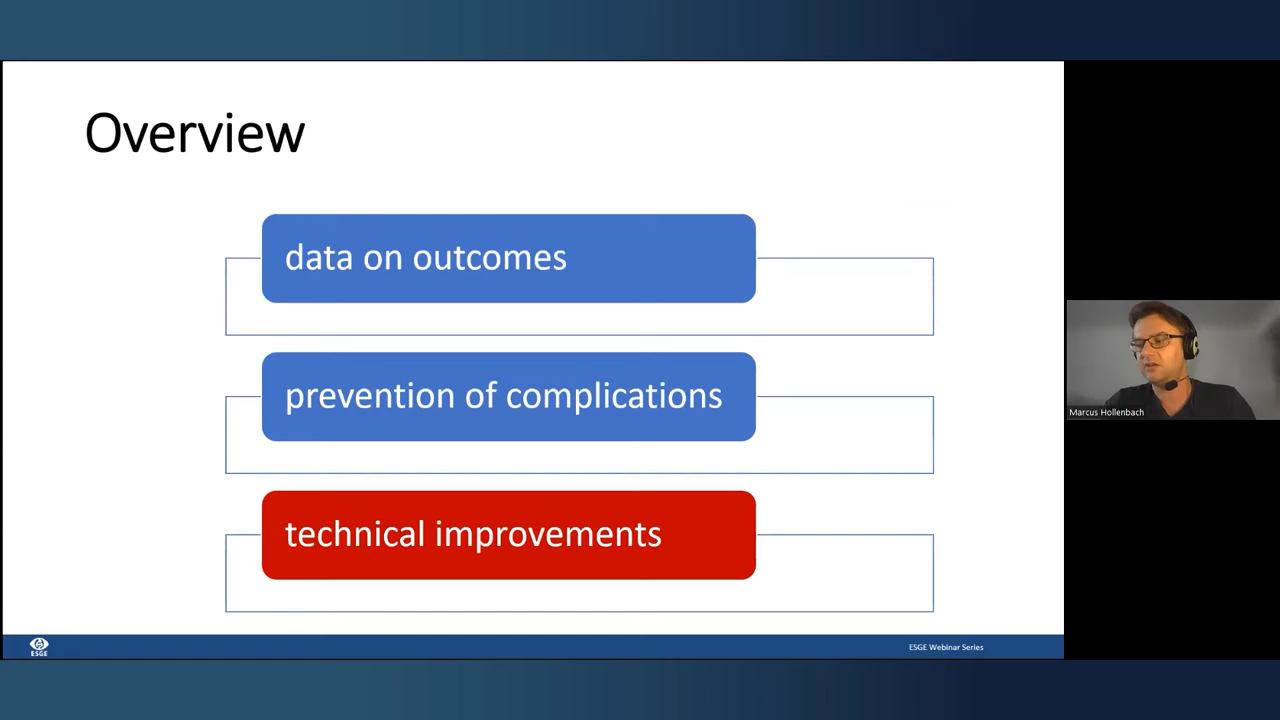 Overview
data on outcomes
prevention of complications
technical improvements
Marcus Hollenbach
ESGE
ESGE Webinar Series